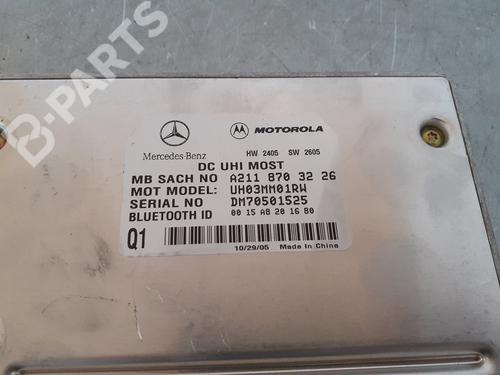 B-PARTS
Mercedes-Benz
MOTOROLA
HW 2405 SW 2605
DC UHI MOST
MB SACH NO A211 870 32 26
MOT MODEL: UH03MM01RW
SERIAL NO DM70501525
BLUETOOTH ID 00 15 A8 20 16 80
Q1
10/29/05 Made in China